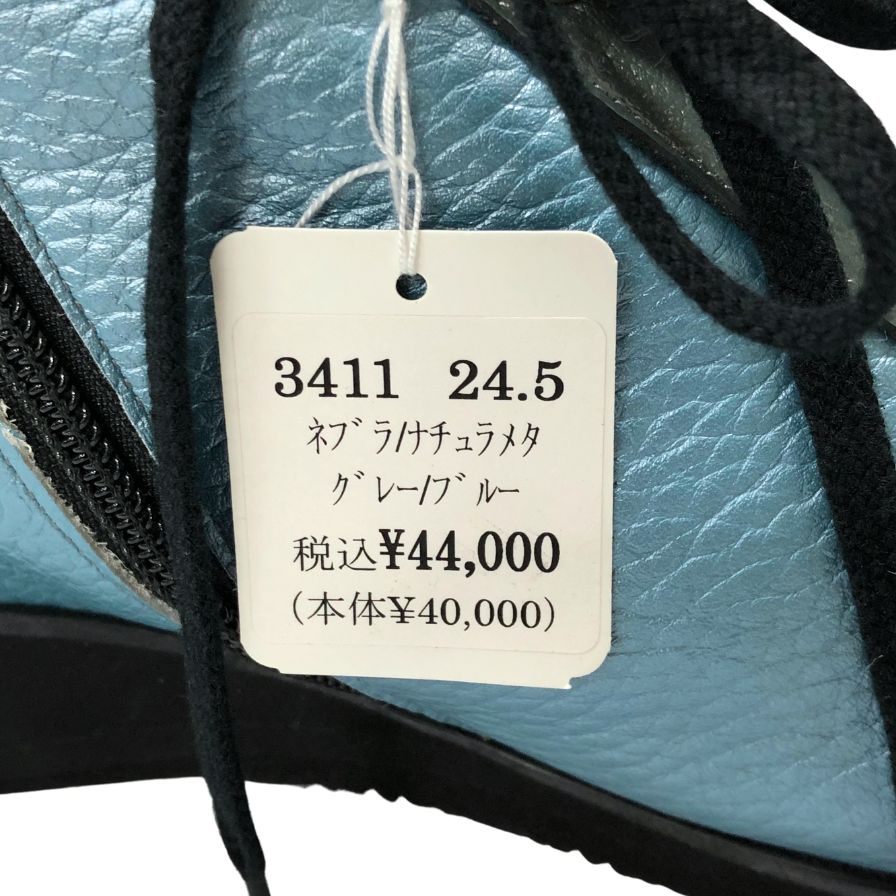 3411 24.5
ﾈﾌﾞﾗ/ﾅﾁｭﾗﾒﾀ
ｸﾞﾚｰ/ﾌﾞﾙｰ
税込¥44,000
(本体¥40,000)